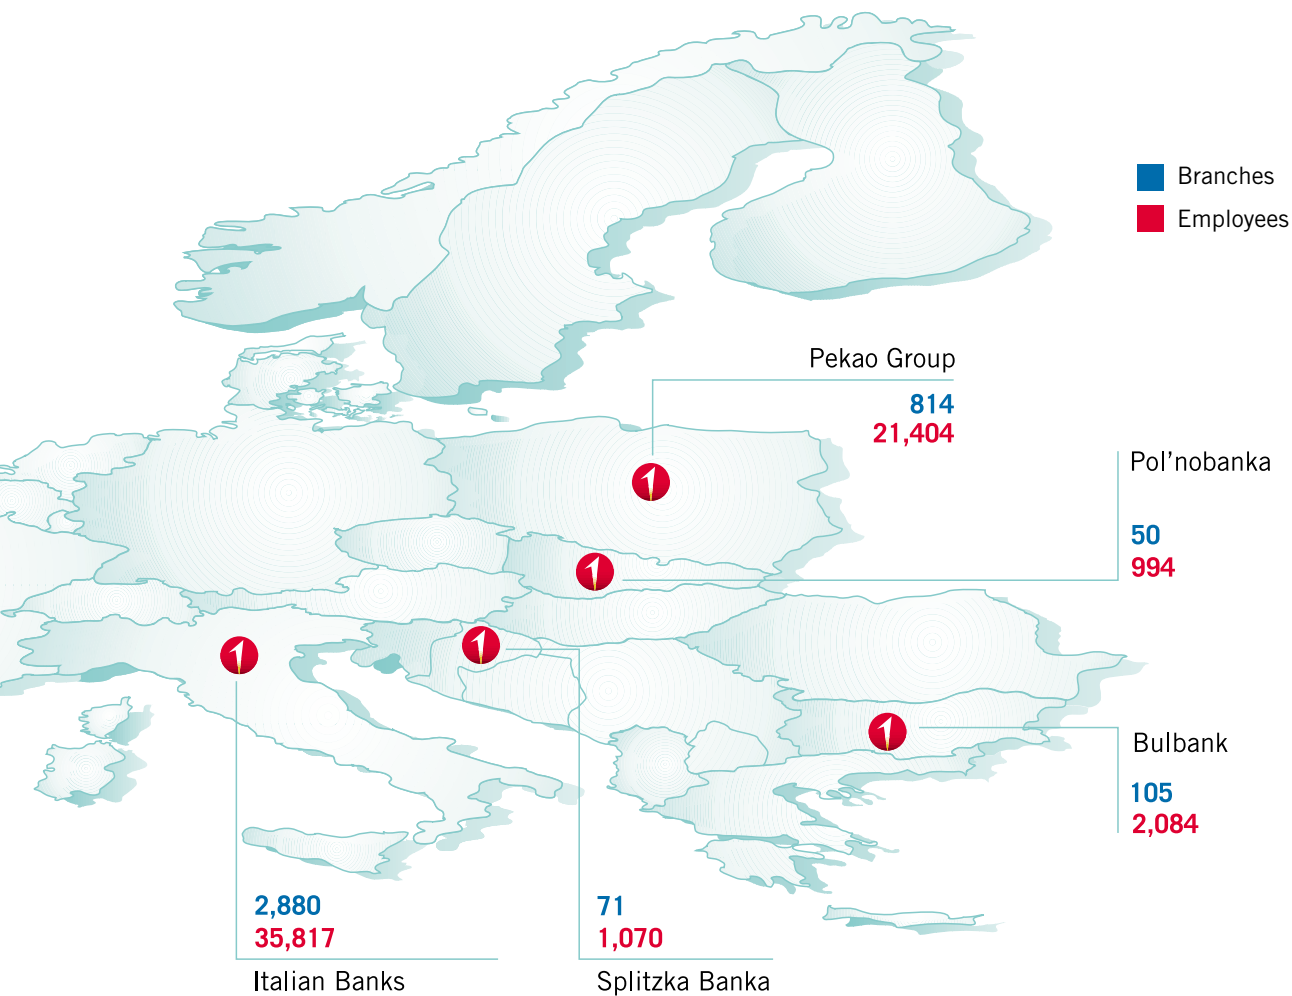 Branches
Employees
Pekao Group
814
21,404
Pol’nobanka
50
994
Bulbank
105
2,084
2,880
35,817
Italian Banks
71
1,070
Splitzka Banka